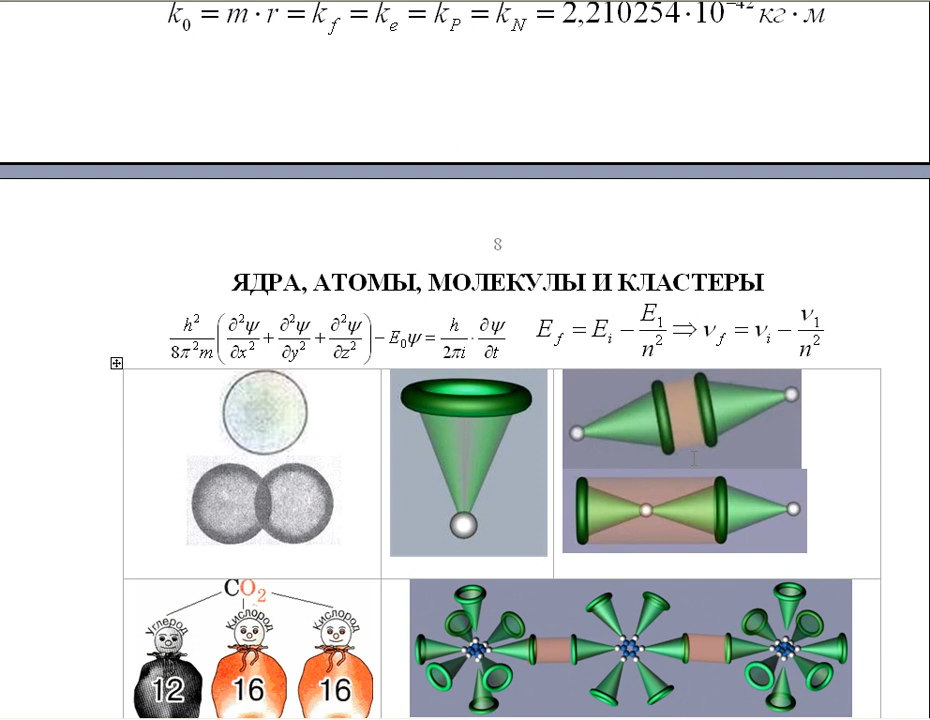 k₀ = m·r = k_f = k_e = k_P = k_N = 2,210254·10⁻⁴² кг·м
8
ЯДРА, АТОМЫ, МОЛЕКУЛЫ И КЛАСТЕРЫ
h²/8π²m (∂²ψ/∂x² + ∂²ψ/∂y² + ∂²ψ/∂z²) − E₀ψ = h/2πi · ∂ψ/∂t
E_f = E_i − E₁/n² ⇒ ν_f = ν_i − ν₁/n²
CO₂
Углерод Кислород Кислород
12 16 16